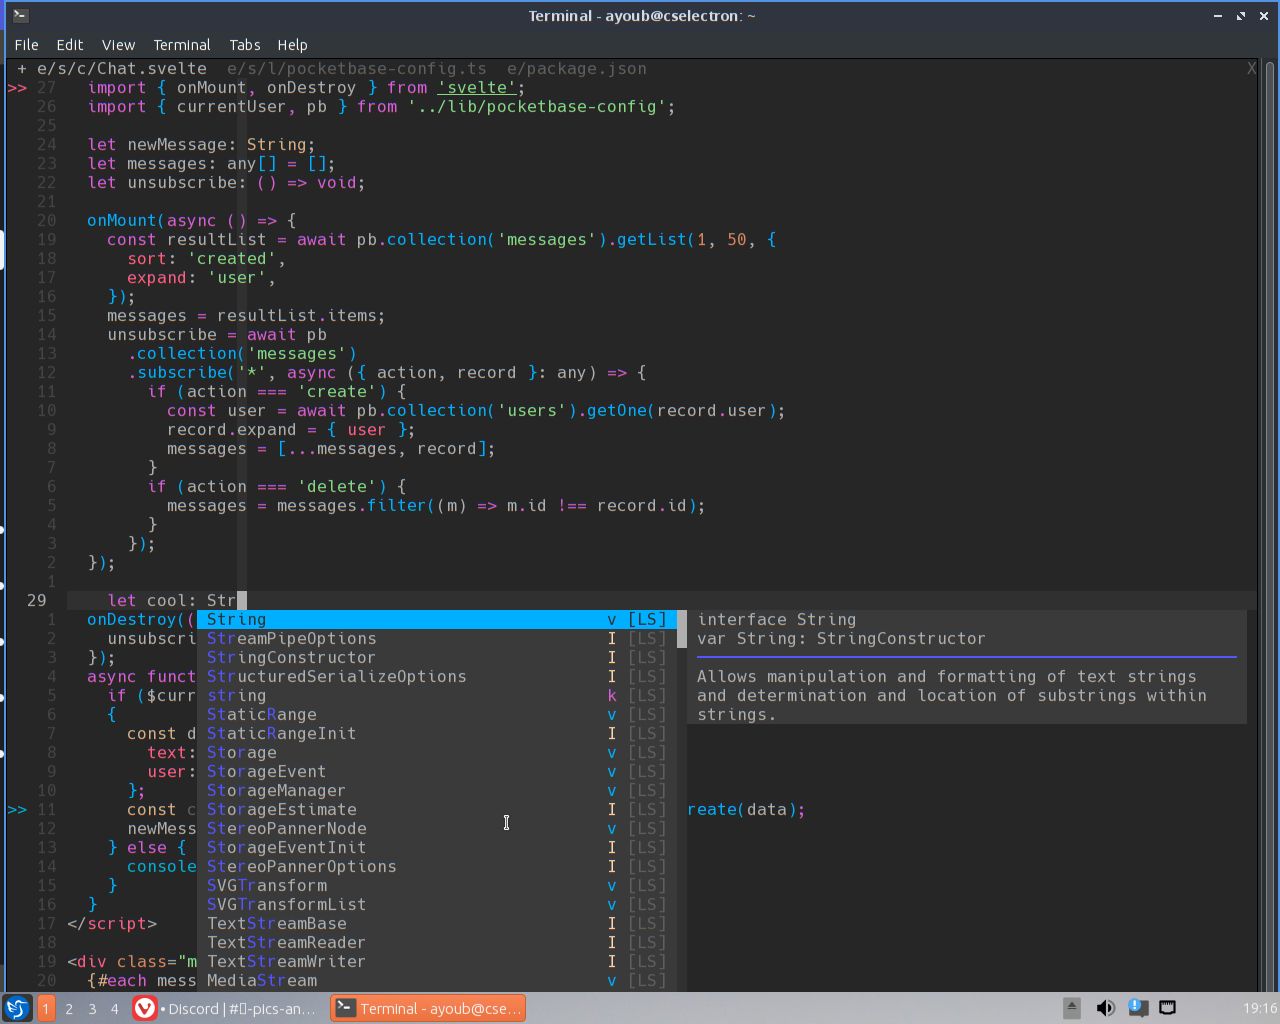 Terminal - ayoub@cselectron: ~
File Edit View Terminal Tabs Help
+ e/s/c/Chat.svelte e/s/l/pocketbase-config.ts e/package.json X
>> 27 import { onMount, onDestroy } from 'svelte';
26 import { currentUser, pb } from '../lib/pocketbase-config';
25
24 let newMessage: String;
23 let messages: any[] = [];
22 let unsubscribe: () => void;
21
20 onMount(async () => {
19 const resultList = await pb.collection('messages').getList(1, 50, {
18 sort: 'created',
17 expand: 'user',
16 });
15 messages = resultList.items;
14 unsubscribe = await pb
13 .collection('messages')
12 .subscribe('*', async ({ action, record }: any) => {
11 if (action === 'create') {
10 const user = await pb.collection('users').getOne(record.user);
9 record.expand = { user };
8 messages = [...messages, record];
7 }
6 if (action === 'delete') {
5 messages = messages.filter((m) => m.id !== record.id);
4 }
3 });
2 });
1
29 let cool: Str
1 onDestroy(( String v [LS] interface String
2 unsubscri StreamPipeOptions I [LS] var String: StringConstructor
3 }); StringConstructor I [LS]
4 async funct StructuredSerializeOptions I [LS] Allows manipulation and formatting of text strings
5 if ($curr string k [LS] and determination and location of substrings within
6 { StaticRange v [LS] strings.
7 const d StaticRangeInit I [LS]
8 text: Storage v [LS]
9 user: StorageEvent v [LS]
10 }; StorageManager v [LS]
>> 11 const c StorageEstimate I [LS] reate(data);
12 newMess StereoPannerNode v [LS]
13 } else { StorageEventInit I [LS]
14 console StereoPannerOptions I [LS]
15 } SVGTransform v [LS]
16 } SVGTransformList v [LS]
17 </script> TextStreamBase I [LS]
18 TextStreamReader I [LS]
19 <div class="m TextStreamWriter I [LS]
20 {#each mess MediaStream v [LS]
1 2 3 4 • Discord | #▯-pics-an... Terminal - ayoub@cse... 19:16